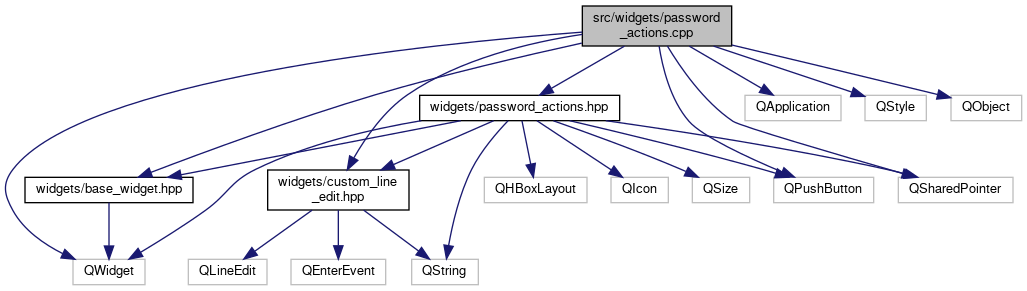 src/widgets/password
_actions.cpp
widgets/password_actions.hpp
QApplication
QStyle
QObject
widgets/base_widget.hpp
widgets/custom_line
_edit.hpp
QHBoxLayout
QIcon
QSize
QPushButton
QSharedPointer
QWidget
QLineEdit
QEnterEvent
QString